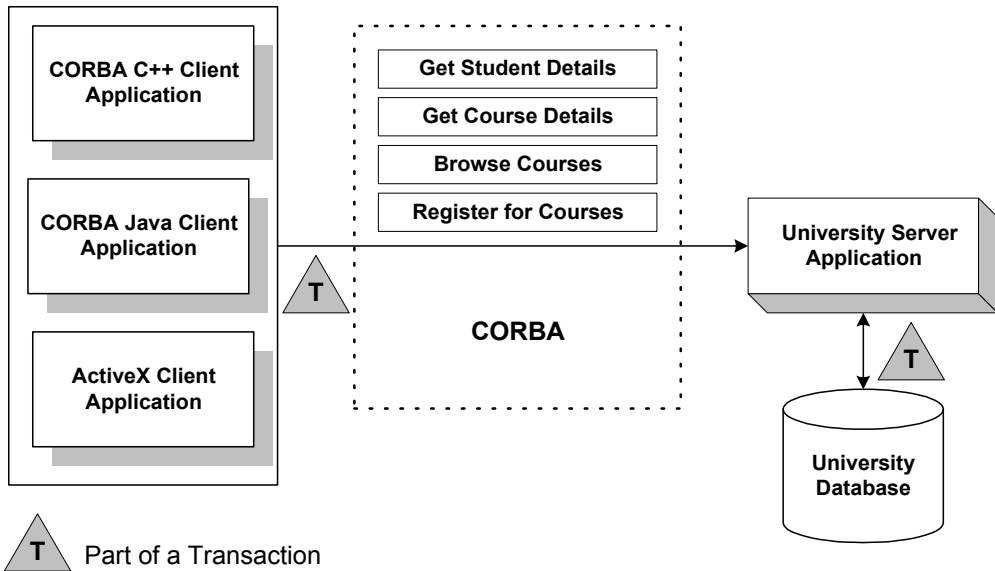 CORBA C++ Client
Application
CORBA Java Client
Application
ActiveX Client
Application
Get Student Details
Get Course Details
Browse Courses
Register for Courses
T
CORBA
University Server
Application
T
University
Database
T
Part of a Transaction